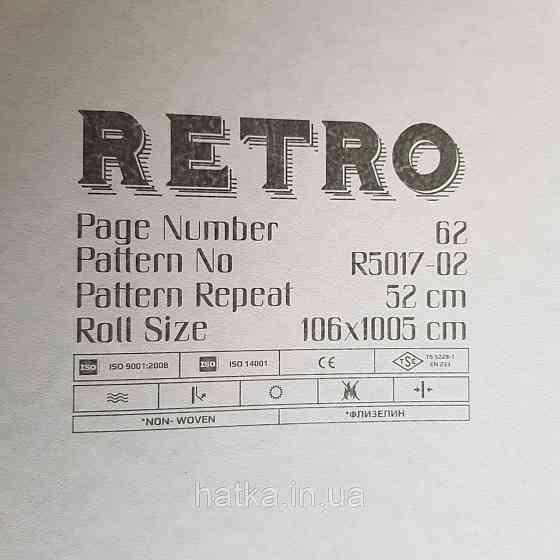 RETRO
Page Number 62
Pattern No R5017-02
Pattern Repeat 52 cm
Roll Size 106x1005 cm
ISO ISO 9001:2008 ISO ISO 14001 CE TSE TS 5228-1
EN 233
*NON- WOVEN *ФЛИЗЕЛИН
hatka.in.ua